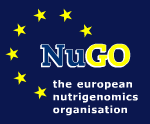 NuGO
the european
nutrigenomics
organisation